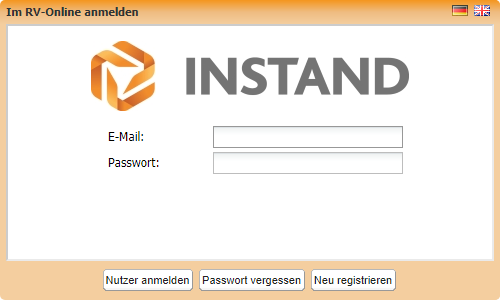 Im RV-Online anmelden
INSTAND
E-Mail:
Passwort:
Nutzer anmelden Passwort vergessen Neu registrieren